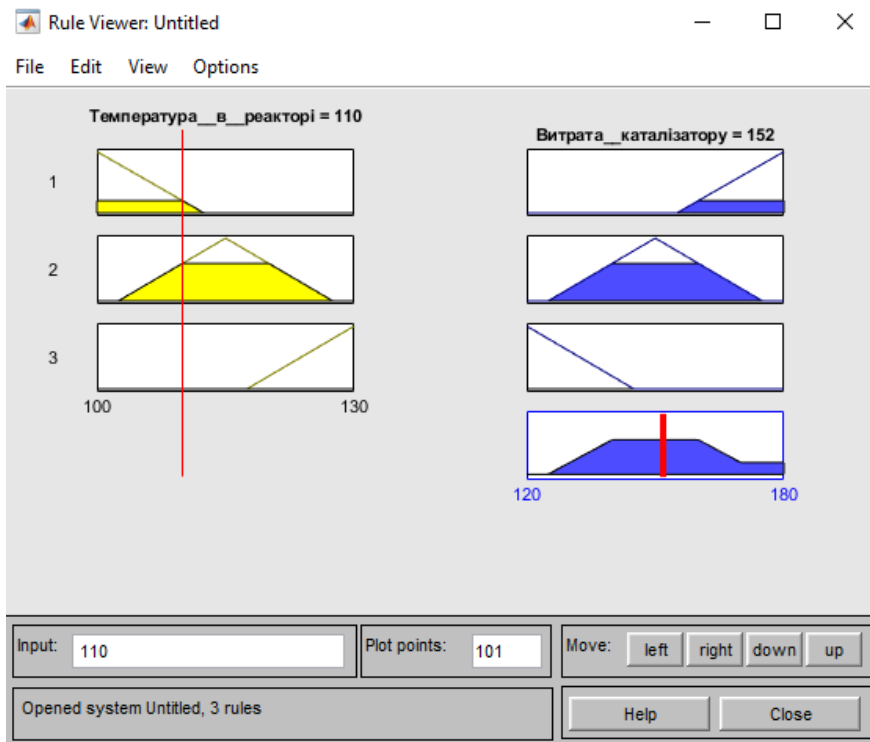 Rule Viewer: Untitled
File Edit View Options
Температура__в__реакторі = 110
Витрата__каталізатору = 152
1
2
3
100 130
120 180
Input: 110
Plot points: 101
Move: left right down up
Opened system Untitled, 3 rules
Help Close